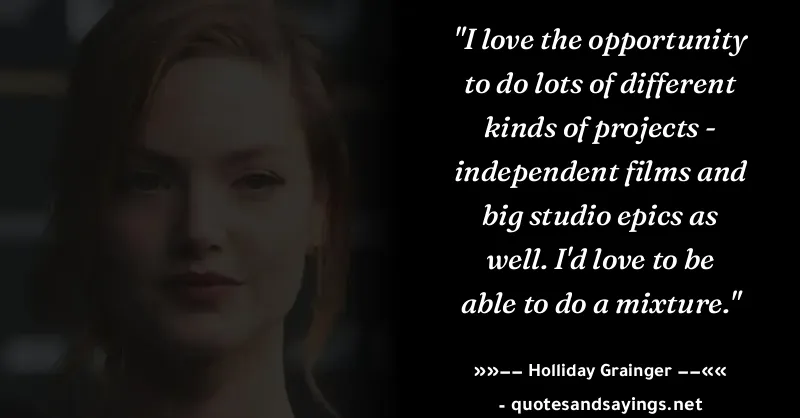 "I love the opportunity
to do lots of different
kinds of projects -
independent films and
big studio epics as
well. I'd love to be
able to do a mixture."
»»-- Holliday Grainger --««
- quotesandsayings.net